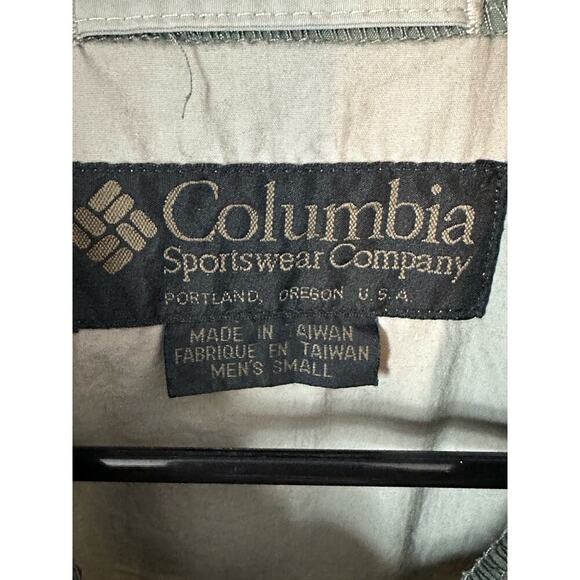 Columbia
Sportswear Company
PORTLAND, OREGON U.S.A.
MADE IN TAIWAN
FABRIQUE EN TAIWAN
MEN'S SMALL